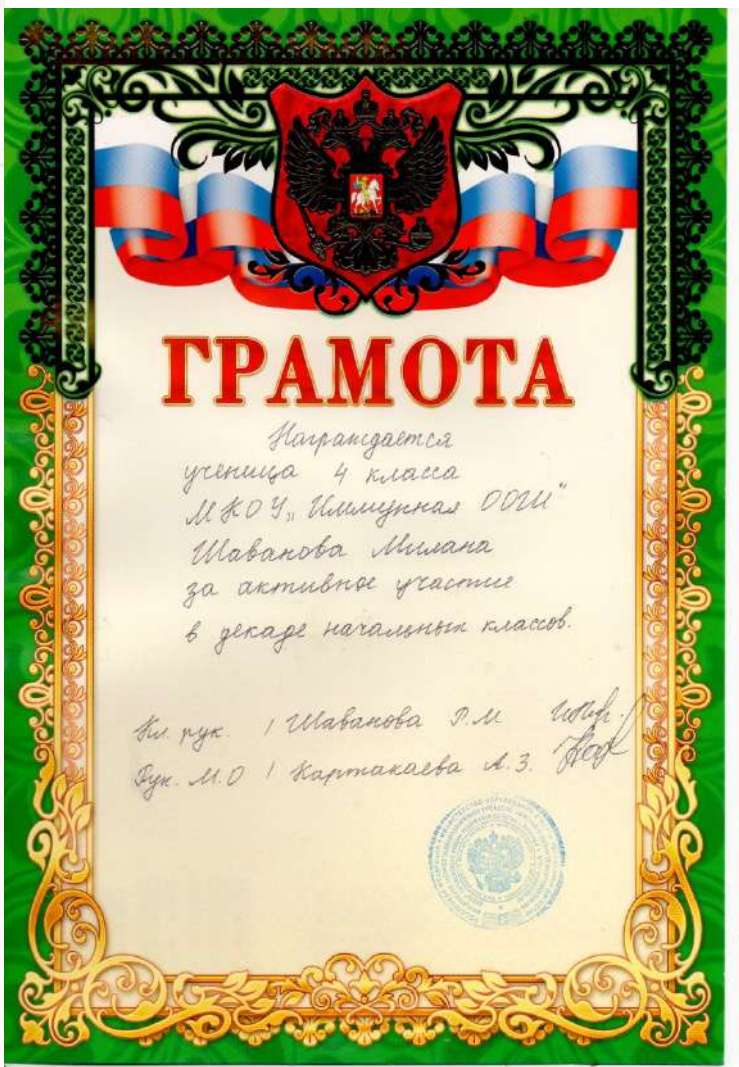 ГРАМОТА
Награждается
ученица 4 класса
МКОУ „Иммунная ООШ"
Шаванова Милана
за активное участие
в декаде начальных классов.
Кл. рук. / Шаванова Р.М
Рук. М.О / Картакаева А.З.